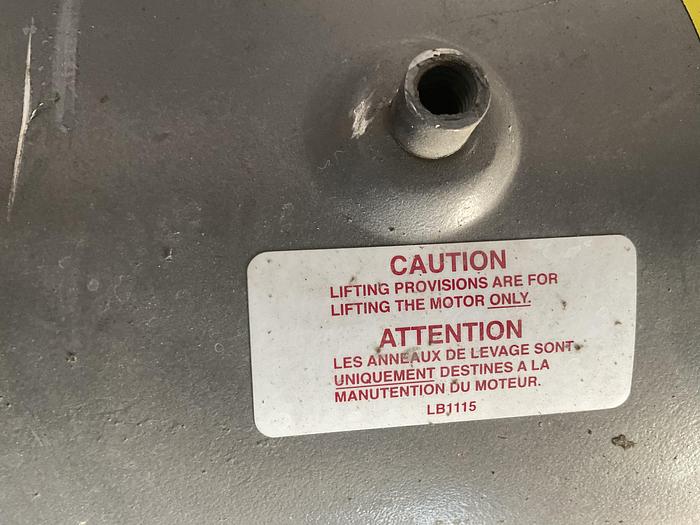 CAUTION
LIFTING PROVISIONS ARE FOR
LIFTING THE MOTOR ONLY.
ATTENTION
LES ANNEAUX DE LEVAGE SONT
UNIQUEMENT DESTINES A LA
MANUTENTION DU MOTEUR.
LB1115